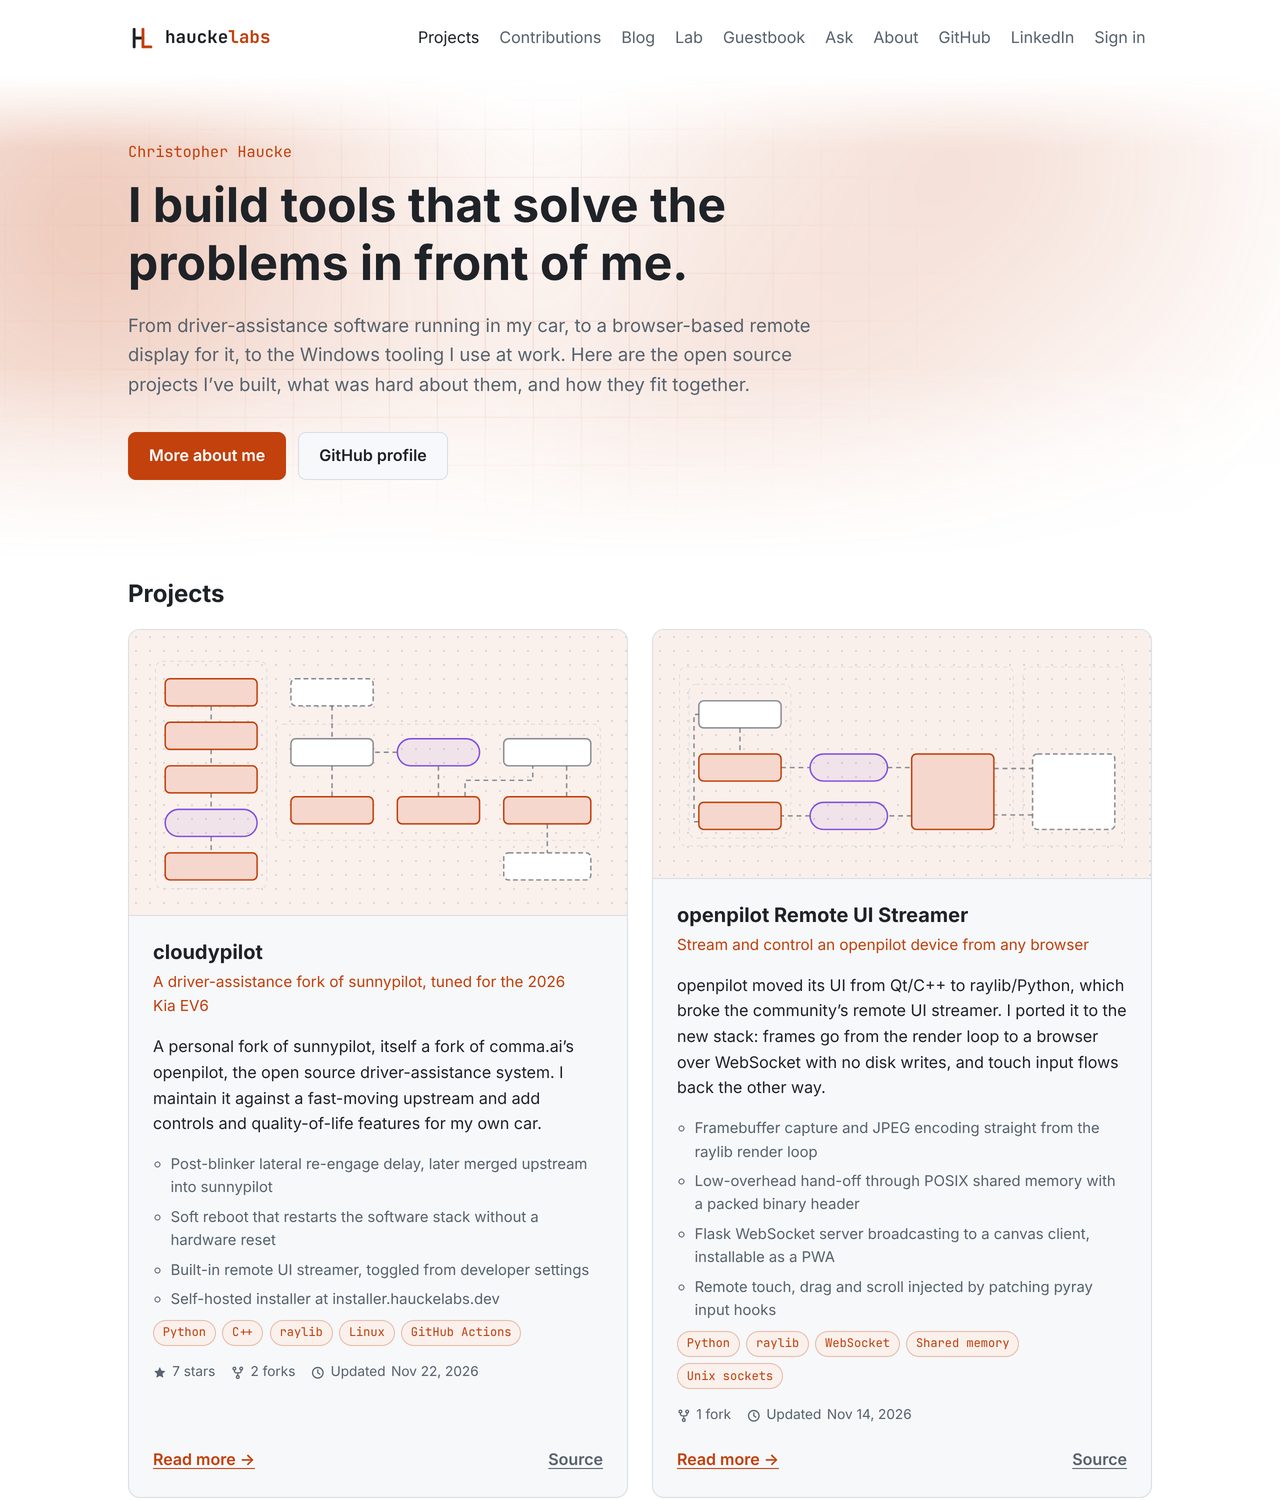 hauckelabs
Projects Contributions Blog Lab Guestbook Ask About GitHub LinkedIn Sign in
Christopher Haucke
I build tools that solve the
problems in front of me.
From driver-assistance software running in my car, to a browser-based remote
display for it, to the Windows tooling I use at work. Here are the open source
projects I’ve built, what was hard about them, and how they fit together.
More about me
GitHub profile
Projects
cloudypilot
A driver-assistance fork of sunnypilot, tuned for the 2026
Kia EV6
A personal fork of sunnypilot, itself a fork of comma.ai’s
openpilot, the open source driver-assistance system. I
maintain it against a fast-moving upstream and add
controls and quality-of-life features for my own car.
Post-blinker lateral re-engage delay, later merged upstream
into sunnypilot
Soft reboot that restarts the software stack without a
hardware reset
Built-in remote UI streamer, toggled from developer settings
Self-hosted installer at installer.hauckelabs.dev
Python C++ raylib Linux GitHub Actions
7 stars 2 forks Updated Nov 22, 2026
Read more → Source
openpilot Remote UI Streamer
Stream and control an openpilot device from any browser
openpilot moved its UI from Qt/C++ to raylib/Python, which
broke the community’s remote UI streamer. I ported it to the
new stack: frames go from the render loop to a browser
over WebSocket with no disk writes, and touch input flows
back the other way.
Framebuffer capture and JPEG encoding straight from the
raylib render loop
Low-overhead hand-off through POSIX shared memory with
a packed binary header
Flask WebSocket server broadcasting to a canvas client,
installable as a PWA
Remote touch, drag and scroll injected by patching pyray
input hooks
Python raylib WebSocket Shared memory
Unix sockets
1 fork Updated Nov 14, 2026
Read more → Source